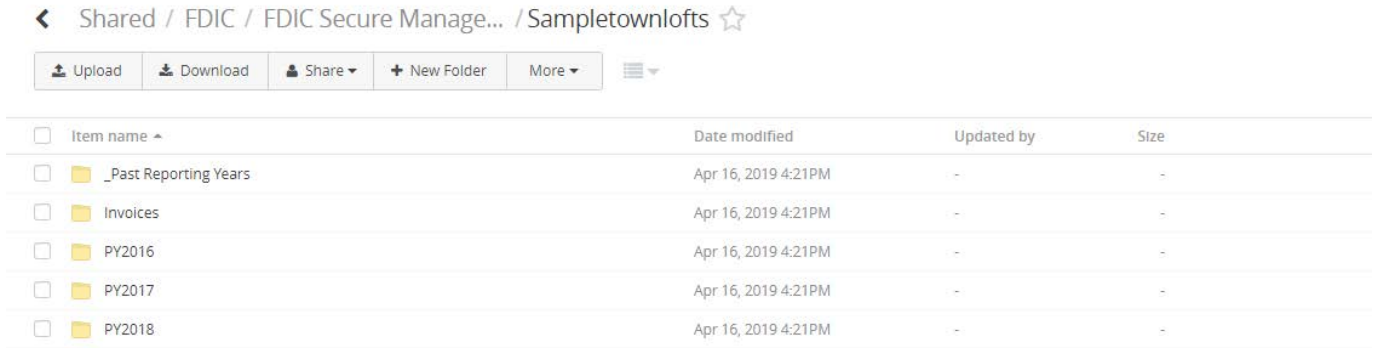 Shared / FDIC / FDIC Secure Manage... / Sampletownlofts
Upload Download Share + New Folder More
Item name Date modified Updated by Size
_Past Reporting Years Apr 16, 2019 4:21PM - -
Invoices Apr 16, 2019 4:21PM - -
PY2016 Apr 16, 2019 4:21PM - -
PY2017 Apr 16, 2019 4:21PM - -
PY2018 Apr 16, 2019 4:21PM - -